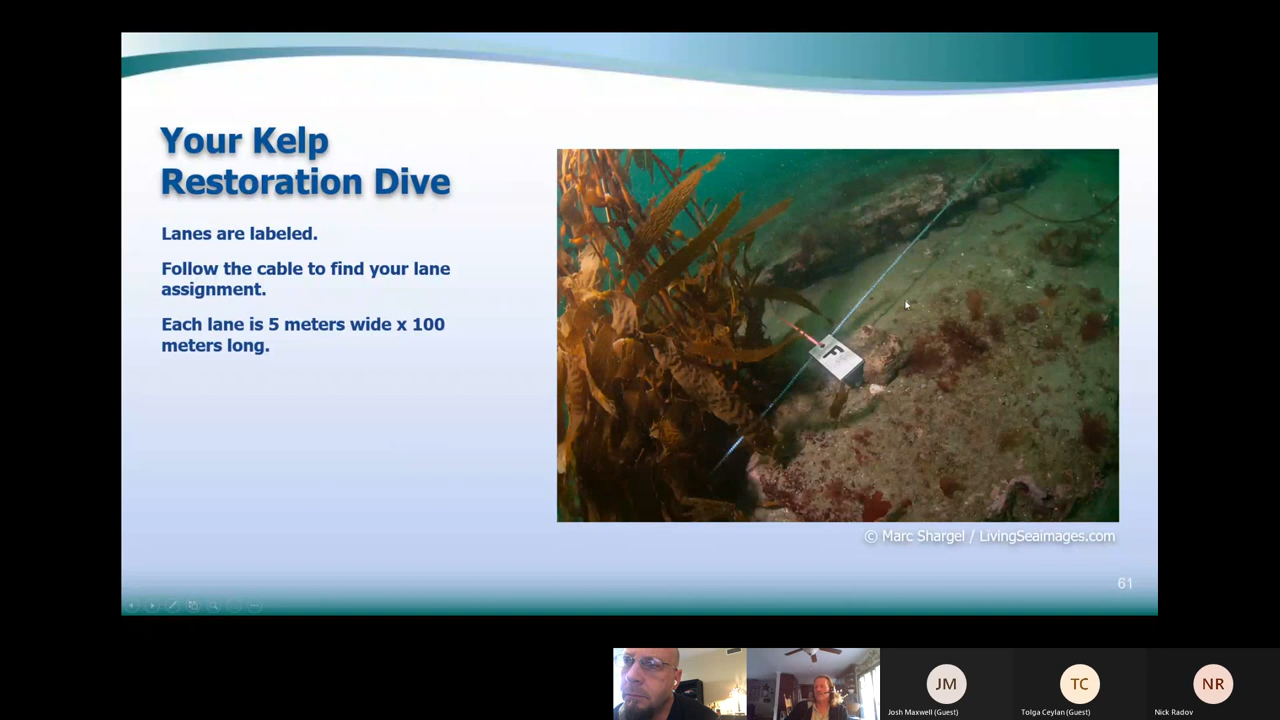 Your Kelp
Restoration Dive
Lanes are labeled.
Follow the cable to find your lane
assignment.
Each lane is 5 meters wide x 100
meters long.
F
© Marc Shargel / LivingSeaimages.com
61
JM
TC
NR
Josh Maxwell (Guest)
Tolga Ceylan (Guest)
Nick Radov